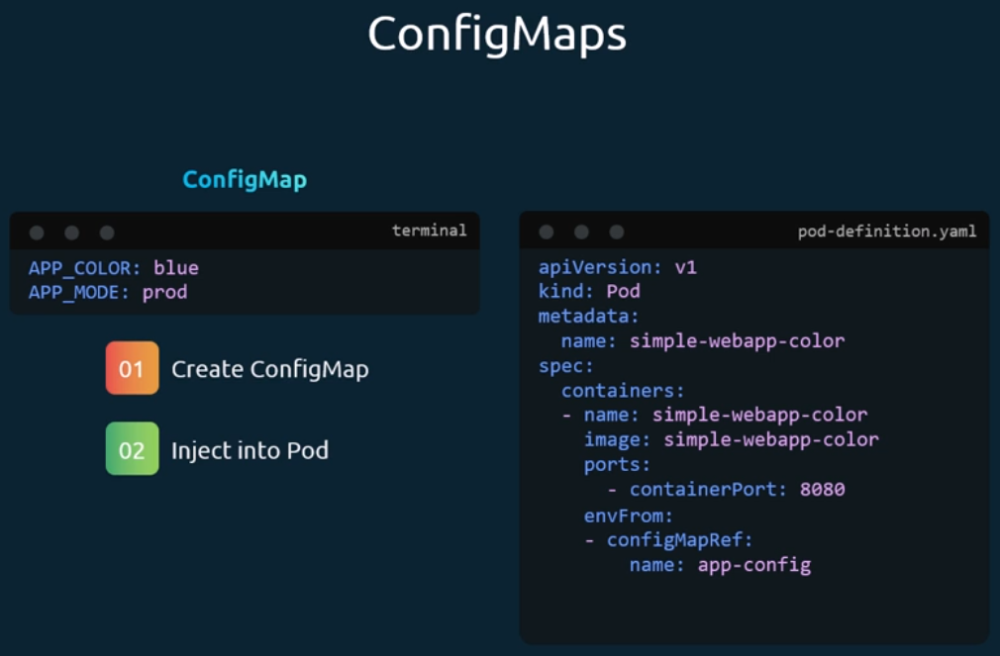 ConfigMaps
ConfigMap
terminal
APP_COLOR: blue
APP_MODE: prod
01 Create ConfigMap
02 Inject into Pod
pod-definition.yaml
apiVersion: v1
kind: Pod
metadata:
  name: simple-webapp-color
spec:
  containers:
  - name: simple-webapp-color
    image: simple-webapp-color
    ports:
      - containerPort: 8080
    envFrom:
    - configMapRef:
        name: app-config